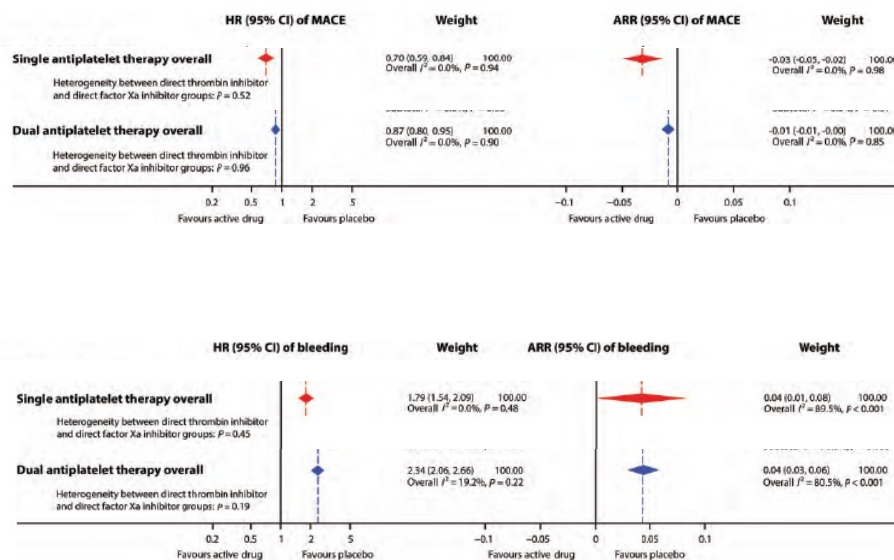 HR (95% CI) of MACE Weight ARR (95% CI) of MACE Weight
Single antiplatelet therapy overall 0.70 (0.59, 0.84) 100.00 -0.03 (-0.05, -0.02) 100.00
Overall I² = 0.0%, P = 0.94 Overall I² = 0.0%, P = 0.98
Heterogeneity between direct thrombin inhibitor
and direct factor Xa inhibitor groups: P = 0.52
Dual antiplatelet therapy overall 0.87 (0.80, 0.95) 100.00 -0.01 (-0.01, -0.00) 100.00
Overall I² = 0.0%, P = 0.90 Overall I² = 0.0%, P = 0.85
Heterogeneity between direct thrombin inhibitor
and direct factor Xa inhibitor groups: P = 0.96
0.2 0.5 1 2 5 −0.1 −0.05 0 0.05 0.1
Favours active drug Favours placebo Favours active drug Favours placebo
HR (95% CI) of bleeding Weight ARR (95% CI) of bleeding Weight
Single antiplatelet therapy overall 1.79 (1.54, 2.09) 100.00 0.04 (0.01, 0.08) 100.00
Overall I² = 0.0%, P = 0.48 Overall I² = 89.5%, P < 0.001
Heterogeneity between direct thrombin inhibitor
and direct factor Xa inhibitor groups: P = 0.45
Dual antiplatelet therapy overall 2.34 (2.06, 2.66) 100.00 0.04 (0.03, 0.06) 100.00
Overall I² = 19.2%, P = 0.22 Overall I² = 80.5%, P < 0.001
Heterogeneity between direct thrombin inhibitor
and direct factor Xa inhibitor groups: P = 0.19
0.2 0.5 1 2 5 −0.1 −0.05 0 0.05 0.1
Favours active drug Favours placebo Favours active drug Favours placebo